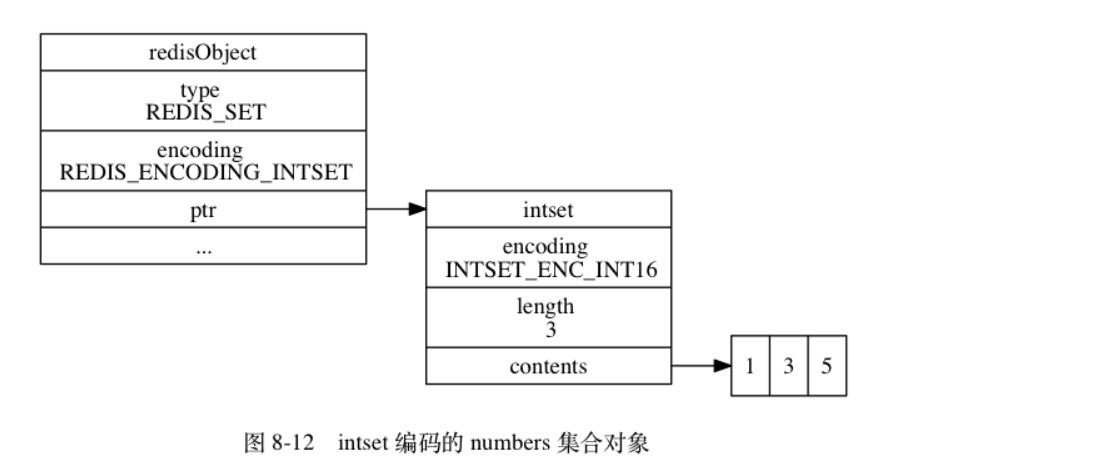 redisObject
type
REDIS_SET
encoding
REDIS_ENCODING_INTSET
ptr
...
intset
encoding
INTSET_ENC_INT16
length
3
contents
1 3 5
图 8-12 intset 编码的 numbers 集合对象